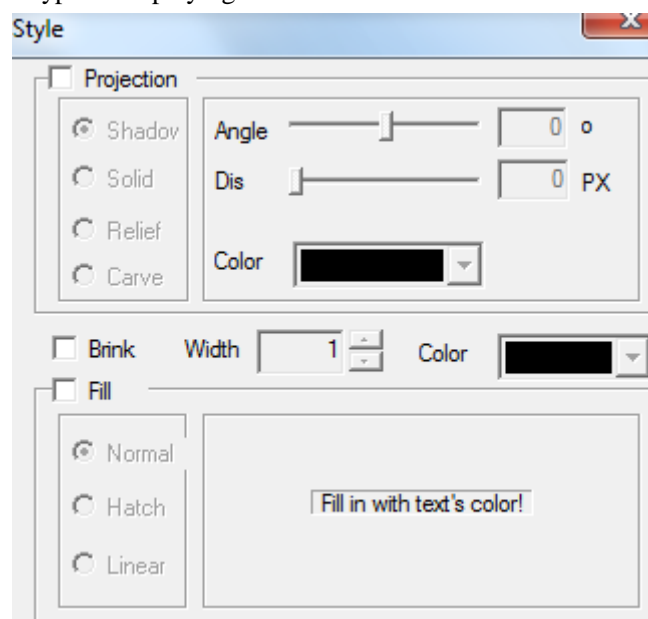 Style
Projection
Shadov
Angle 0 o
Solid
Dis 0 PX
Relief
Color
Carve
Brink Width 1 Color
Fill
Normal
Hatch
Fill in with text's color!
Linear